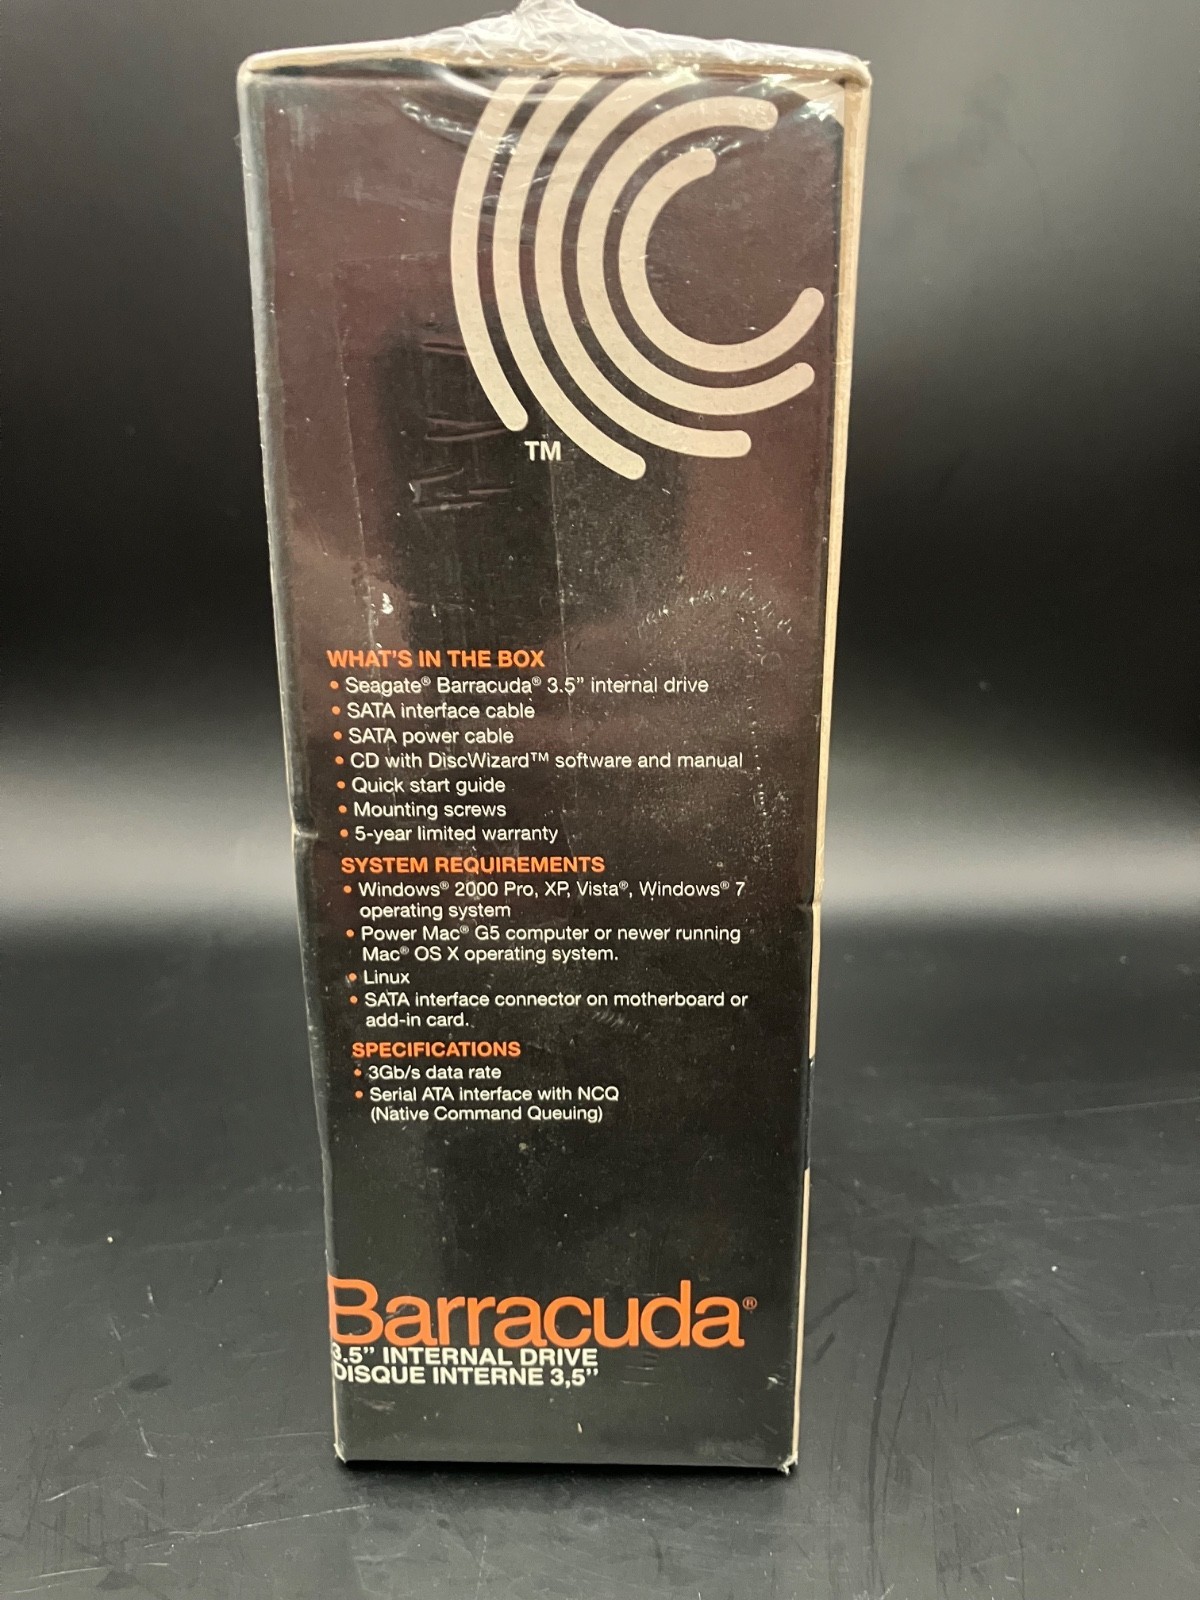 TM
WHAT'S IN THE BOX
• Seagate® Barracuda® 3.5” internal drive
• SATA interface cable
• SATA power cable
• CD with DiscWizard™ software and manual
• Quick start guide
• Mounting screws
• 5-year limited warranty
SYSTEM REQUIREMENTS
• Windows® 2000 Pro, XP, Vista®, Windows® 7
operating system
• Power Mac® G5 computer or newer running
Mac® OS X operating system.
• Linux
• SATA interface connector on motherboard or
add-in card.
SPECIFICATIONS
• 3Gb/s data rate
• Serial ATA interface with NCQ
(Native Command Queuing)
Barracuda®
3.5” INTERNAL DRIVE
DISQUE INTERNE 3,5”